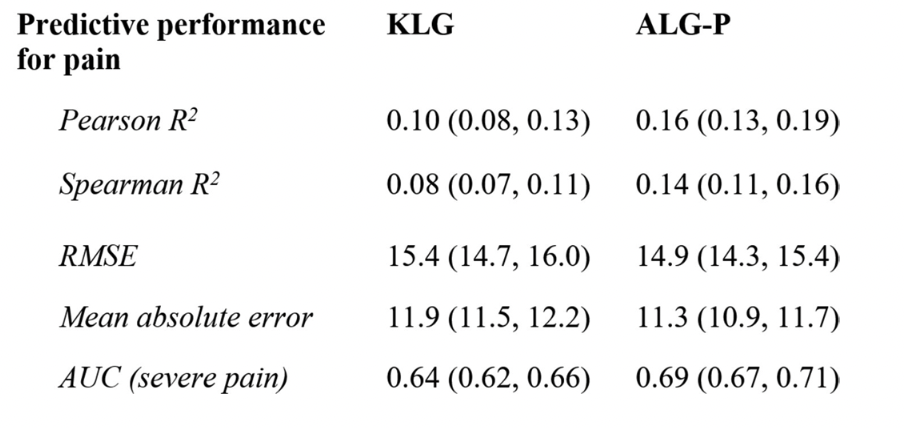 Predictive performance KLG ALG-P
for pain
Pearson R² 0.10 (0.08, 0.13) 0.16 (0.13, 0.19)
Spearman R² 0.08 (0.07, 0.11) 0.14 (0.11, 0.16)
RMSE 15.4 (14.7, 16.0) 14.9 (14.3, 15.4)
Mean absolute error 11.9 (11.5, 12.2) 11.3 (10.9, 11.7)
AUC (severe pain) 0.64 (0.62, 0.66) 0.69 (0.67, 0.71)